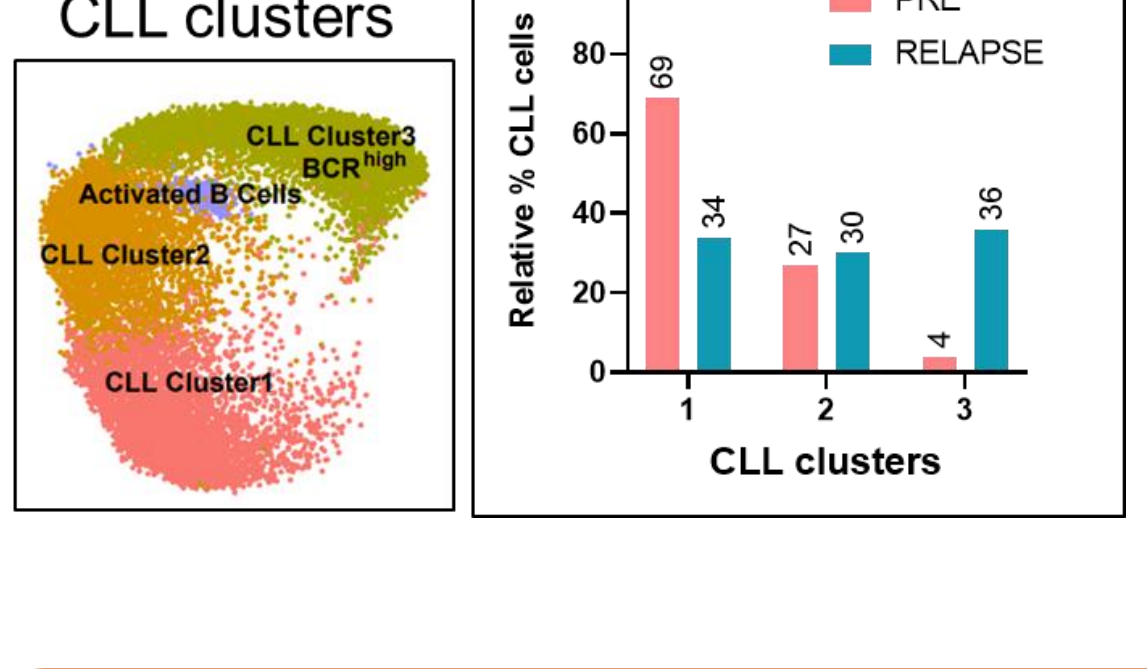 CLL clusters
CLL Cluster3
BCR high
Activated B Cells
CLL Cluster2
CLL Cluster1
Relative % CLL cells
PRE
RELAPSE
80
60
40
20
0
69
34
27
30
4
36
1 2 3
CLL clusters